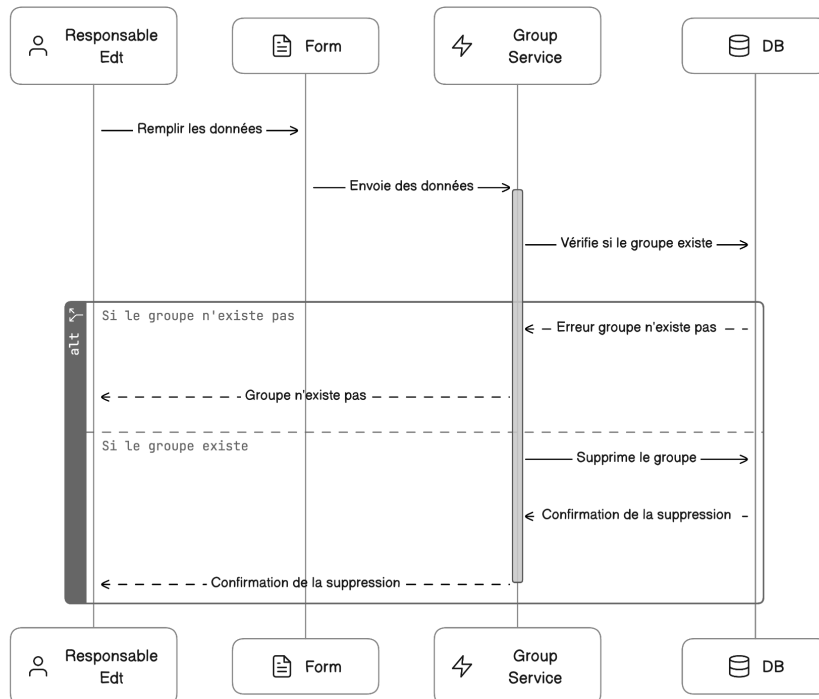 Responsable
Edt
Form
Group
Service
DB
Remplir les données
Envoie des données
Vérifie si le groupe existe
alt
Si le groupe n'existe pas
Erreur groupe n'existe pas
Groupe n'existe pas
Si le groupe existe
Supprime le groupe
Confirmation de la suppression
Confirmation de la suppression
Responsable
Edt
Form
Group
Service
DB